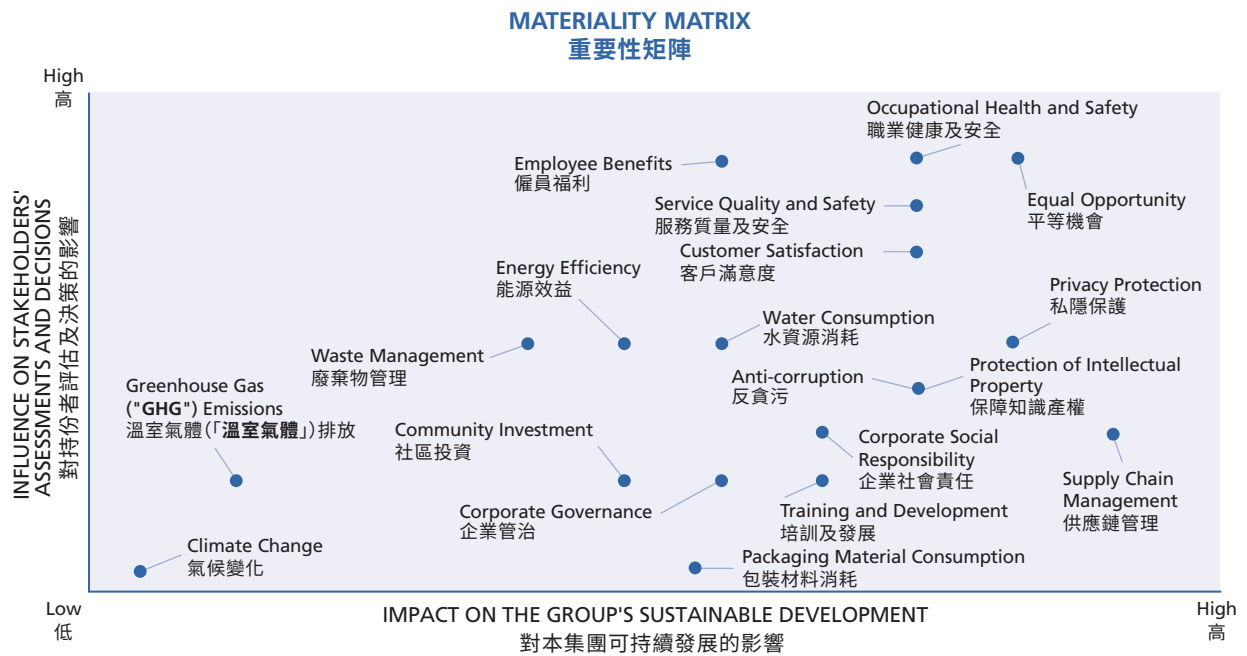 MATERIALITY MATRIX
重要性矩陣
High
高
INFLUENCE ON STAKEHOLDERS'
ASSESSMENTS AND DECISIONS
對持份者評估及決策的影響
Occupational Health and Safety
職業健康及安全
Employee Benefits
僱員福利
Equal Opportunity
平等機會
Service Quality and Safety
服務質量及安全
Customer Satisfaction
客戶滿意度
Energy Efficiency
能源效益
Privacy Protection
私隱保護
Water Consumption
水資源消耗
Waste Management
廢棄物管理
Anti-corruption
反貪污
Protection of Intellectual
Property
保障知識產權
Greenhouse Gas
("GHG") Emissions
溫室氣體(「溫室氣體」)排放
Community Investment
社區投資
Corporate Social
Responsibility
企業社會責任
Supply Chain
Management
供應鏈管理
Corporate Governance
企業管治
Training and Development
培訓及發展
Climate Change
氣候變化
Packaging Material Consumption
包裝材料消耗
Low
低
IMPACT ON THE GROUP'S SUSTAINABLE DEVELOPMENT
對本集團可持續發展的影響
High
高